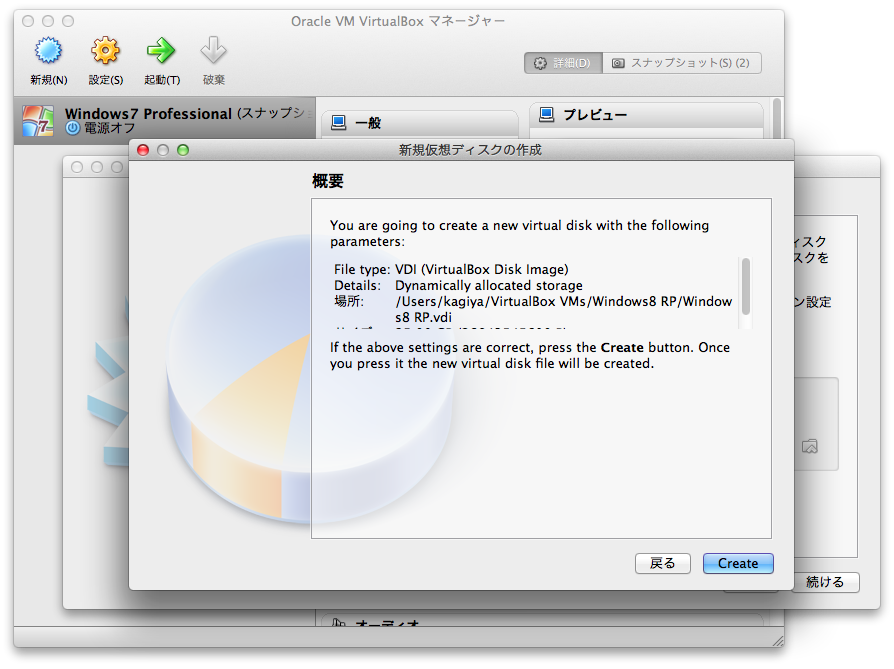 Oracle VM VirtualBox マネージャー
新規(N)
設定(S)
起動(T)
破棄
詳細(D)
スナップショット(S) (2)
Windows7 Professional (スナップシ
電源オフ
一般
プレビュー
新規仮想ディスクの作成
概要
You are going to create a new virtual disk with the following
parameters:
File type: VDI (VirtualBox Disk Image)
Details: Dynamically allocated storage
場所: /Users/kagiya/VirtualBox VMs/Windows8 RP/Window
s8 RP.vdi
If the above settings are correct, press the Create button. Once
you press it the new virtual disk file will be created.
ィスク
スクを
ン設定
戻る
Create
続ける
オーディオ